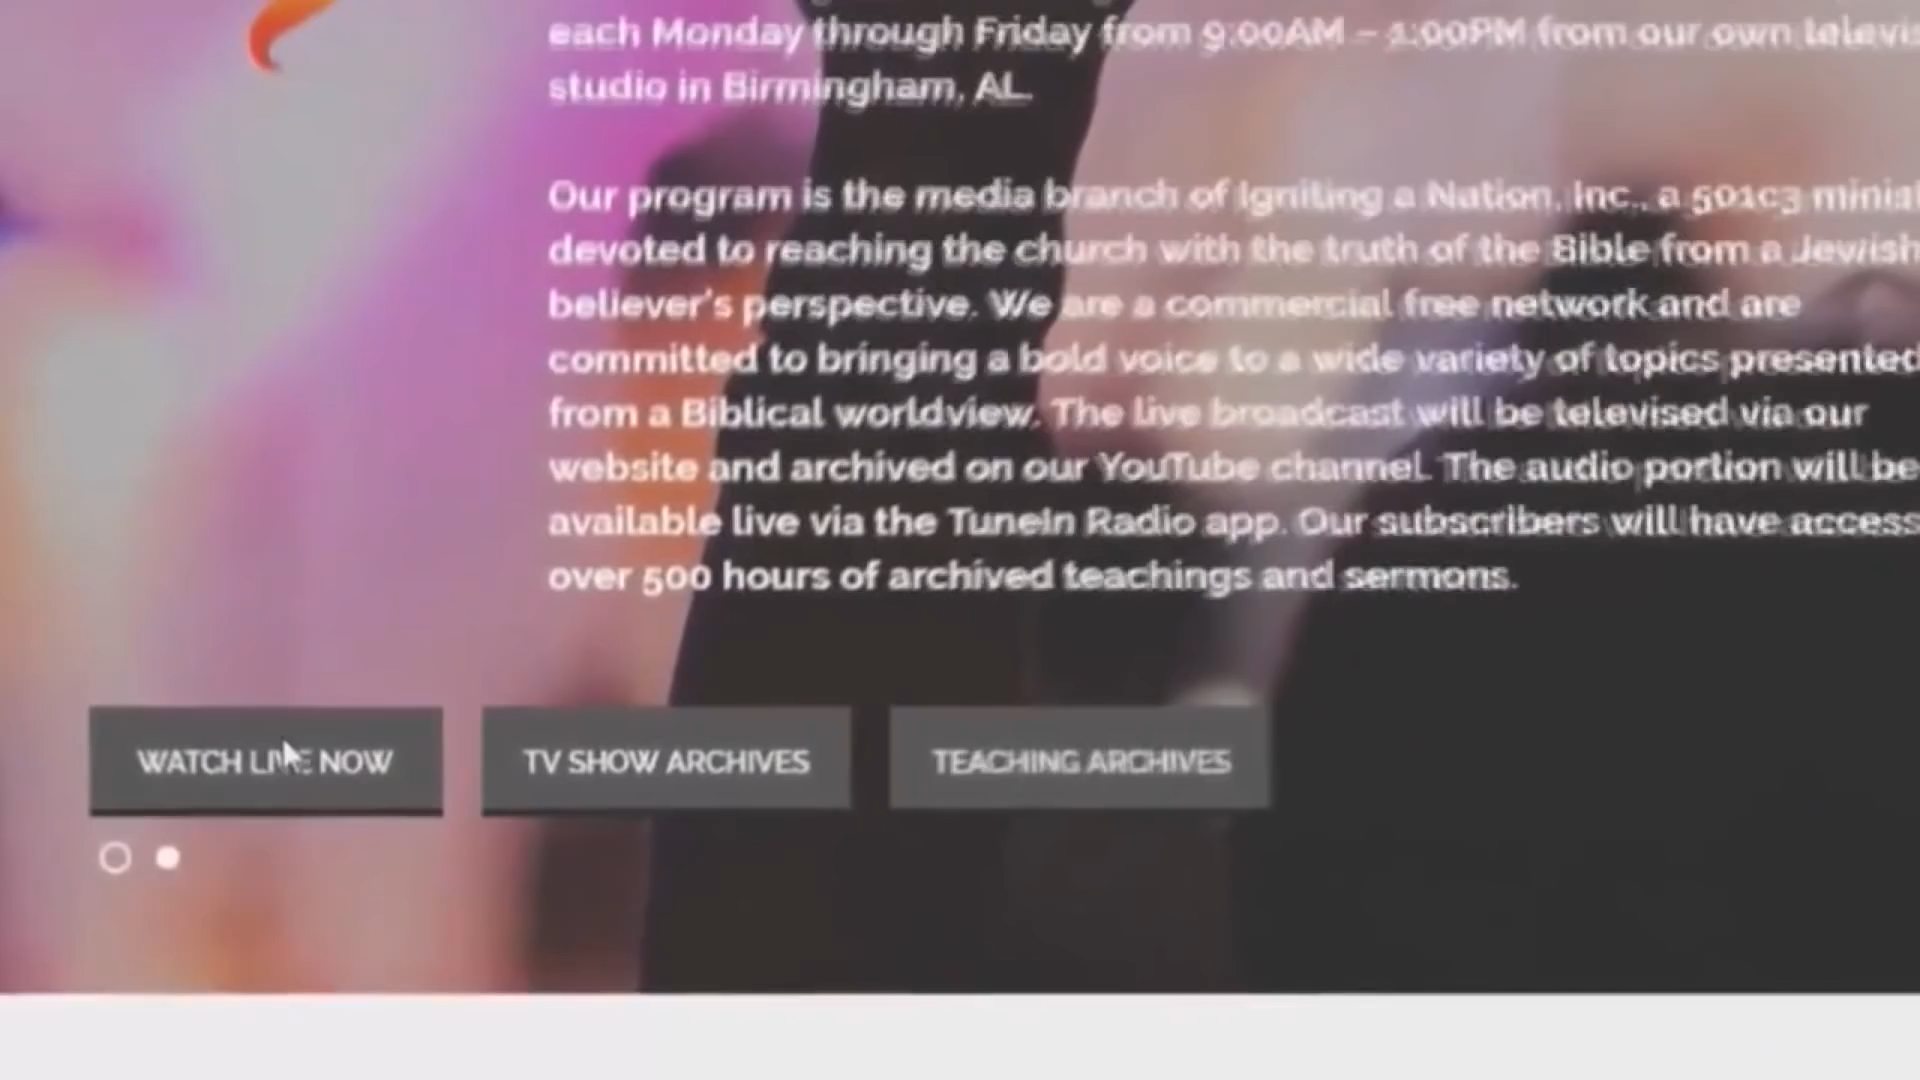 each Monday through Friday from 9:00AM – 1:00PM from our own
studio in Birmingham, AL.
Our program is the media branch of Igniting a Nation, Inc., a 501c3
devoted to reaching the church with the truth of the Bible from a Jewish
believer's perspective. We are a commercial free network and are
committed to bringing a bold voice to a wide variety of topics presented
from a Biblical worldview. The live broadcast will be televised via our
website and archived on our YouTube channel. The audio portion will be
available live via the TuneIn Radio app. Our subscribers will have access
over 500 hours of archived teachings and sermons.
WATCH LIVE NOW TV SHOW ARCHIVES TEACHING ARCHIVES